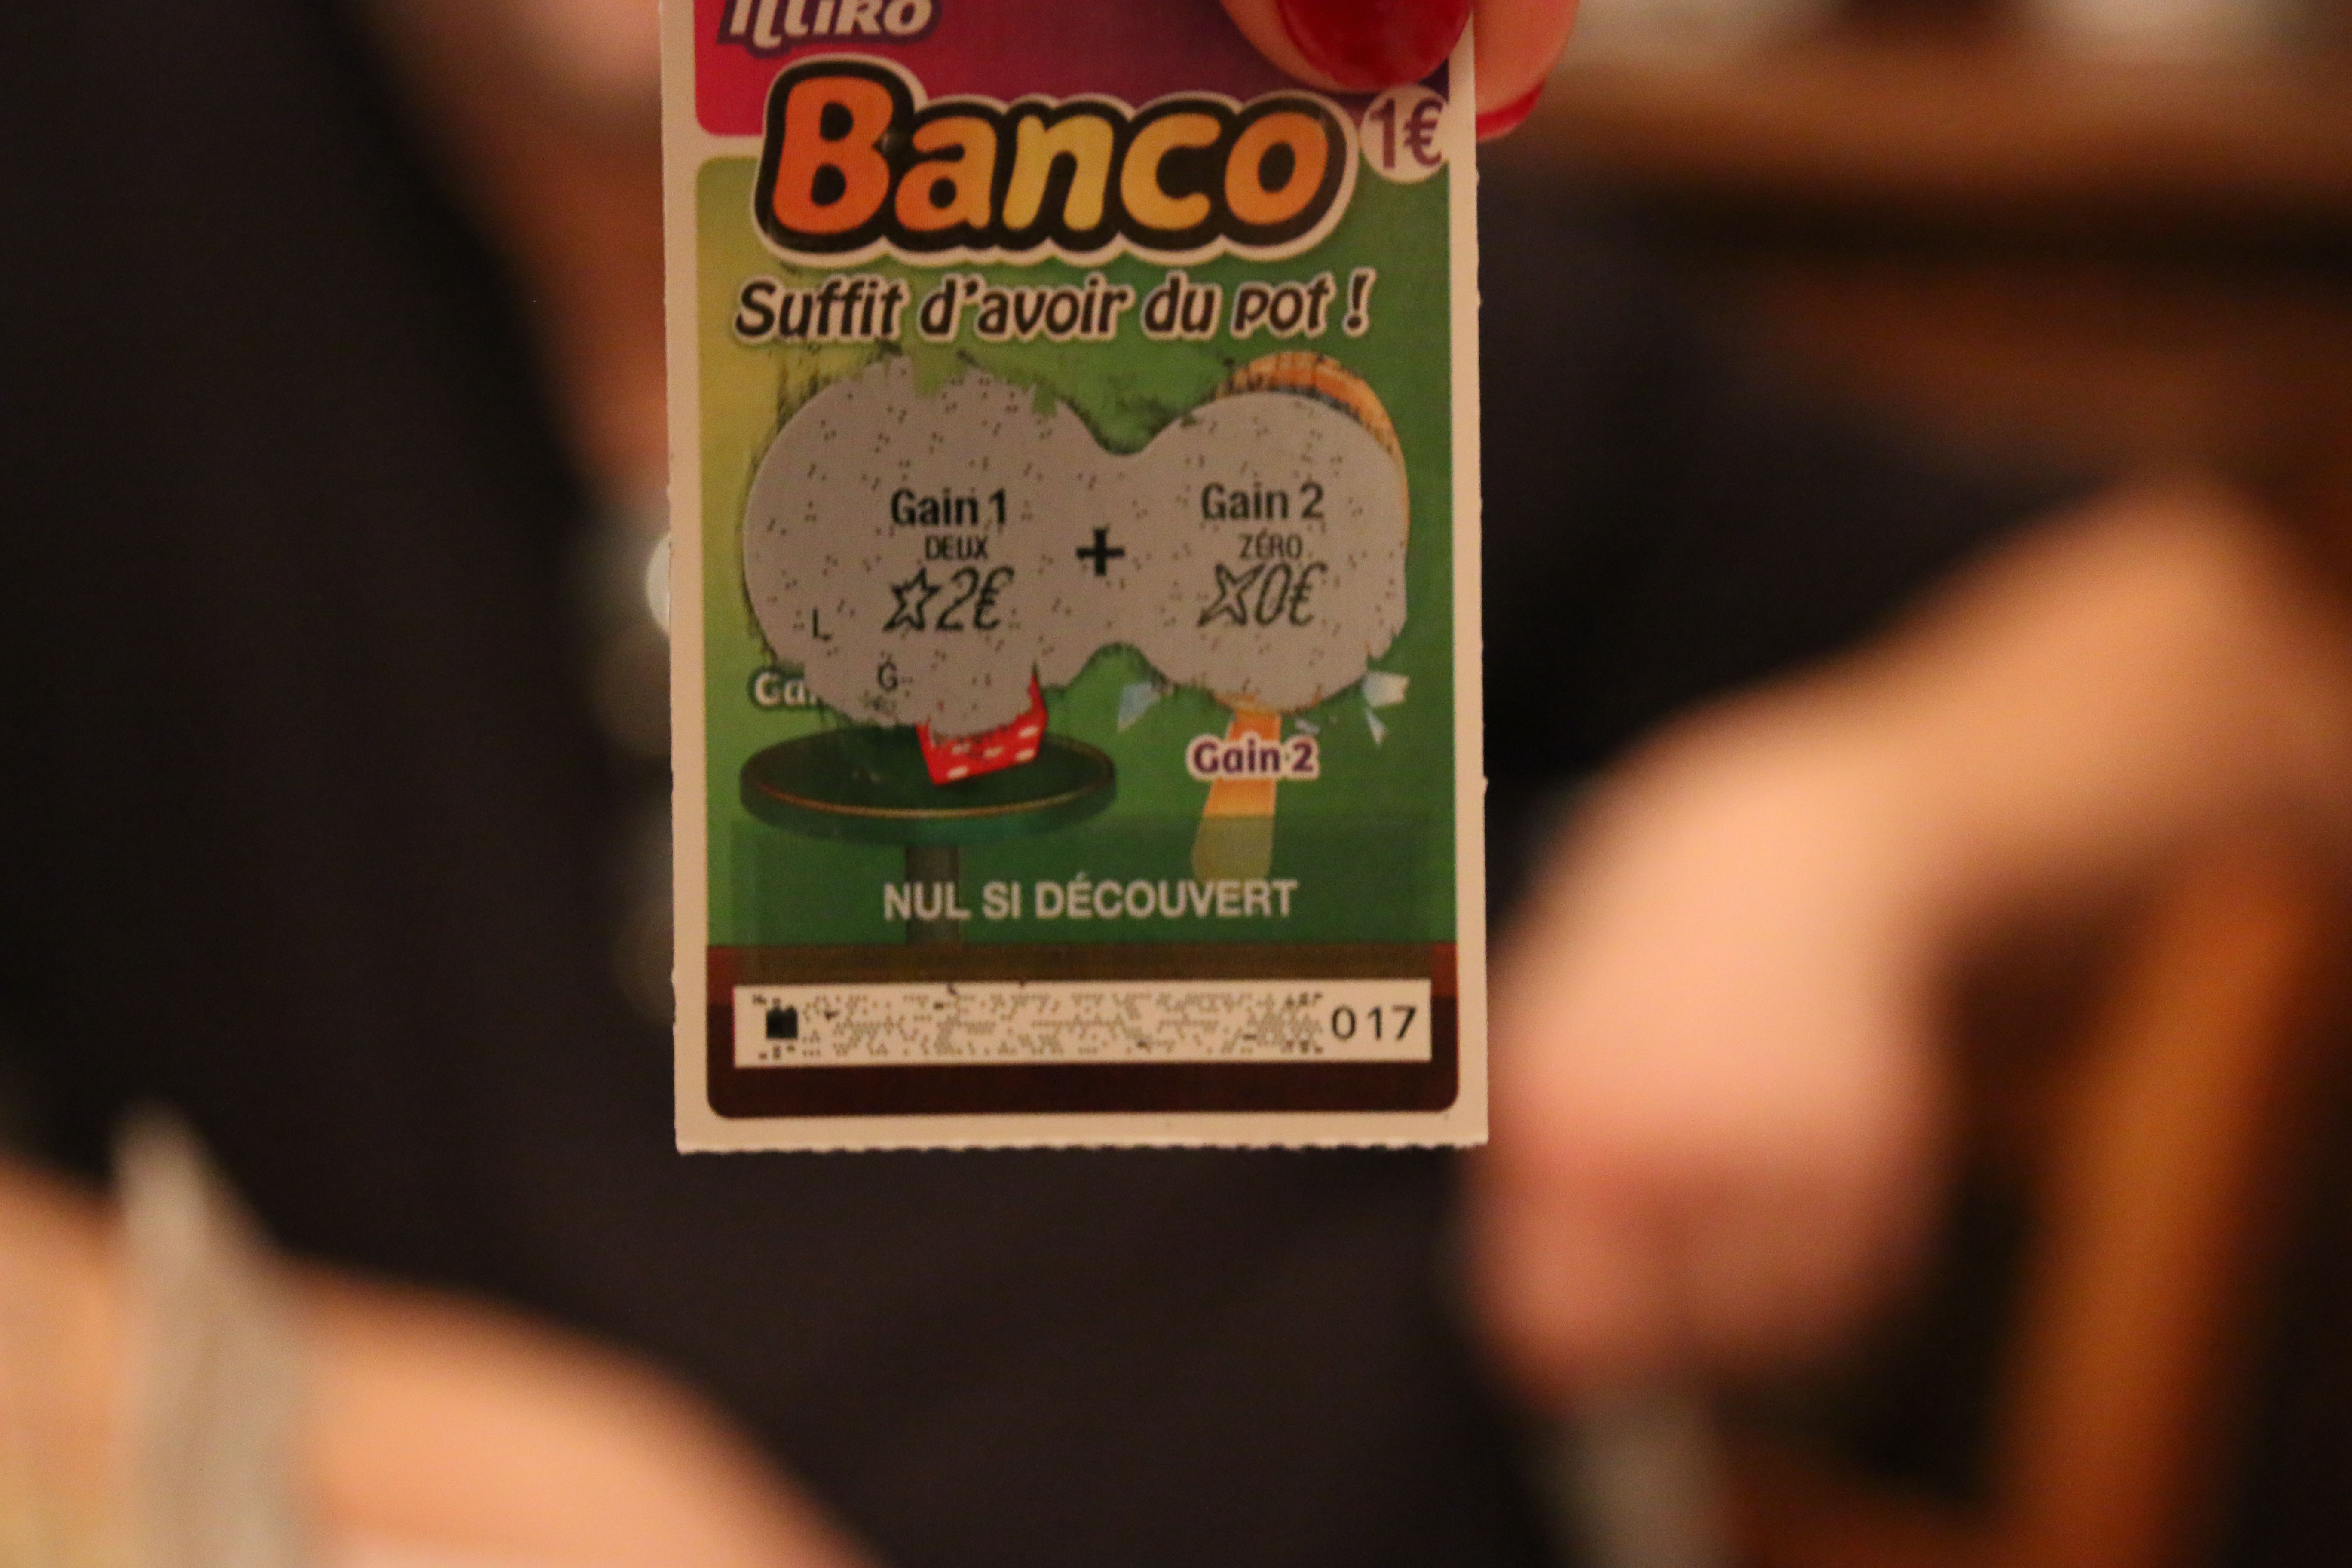 illiko
Banco
1€
Suffit d'avoir du pot !
Gain 1 Gain 2
DEUX + ZÉRO
2€ 0€
L
G
Gain 2
NUL SI DÉCOUVERT
017